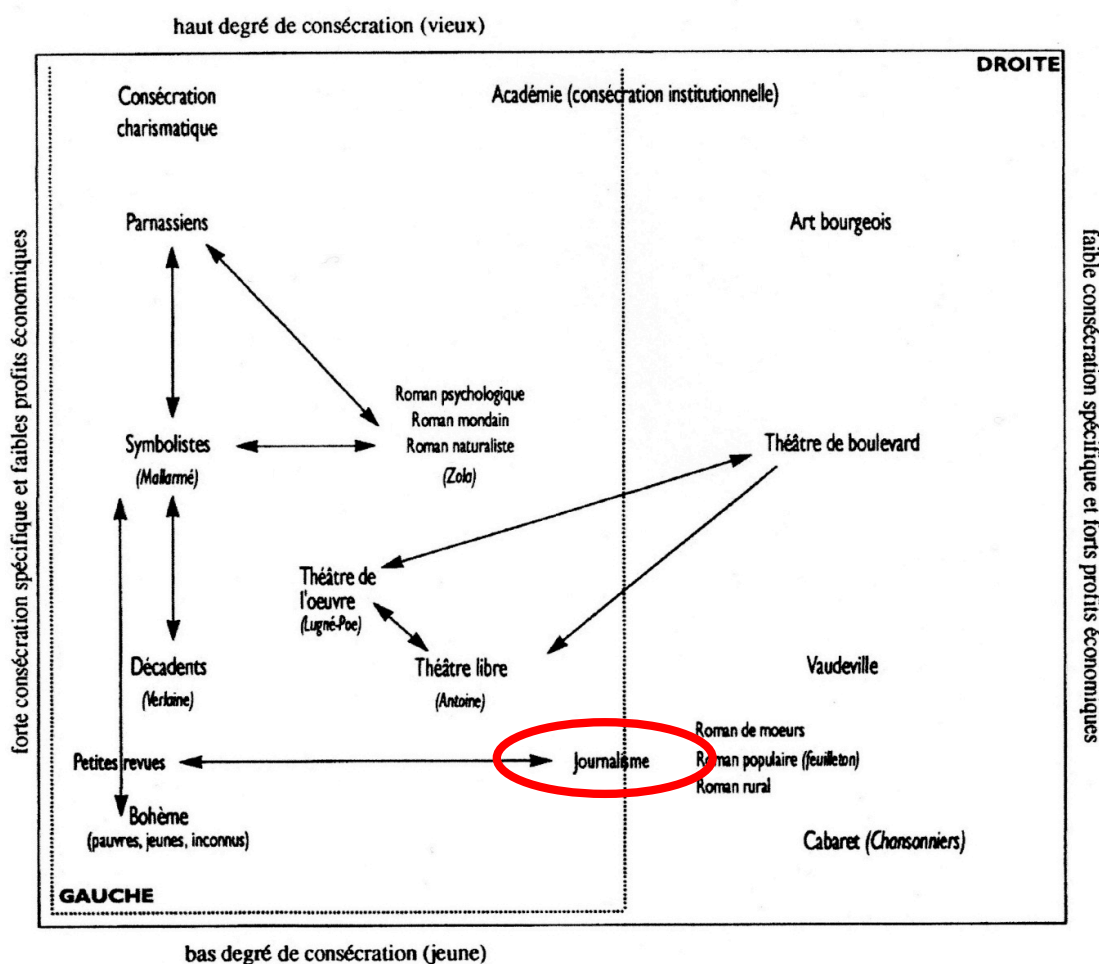 haut degré de consécration (vieux)
DROITE
Consécration
charismatique
Académie (consécration institutionnelle)
Parnassiens
Art bourgeois
forte consécration spécifique et faibles profits économiques
faible consécration spécifique et forts profits économiques
Roman psychologique
Roman mondain
Roman naturaliste
(Zola)
Symbolistes
(Mallarmé)
Théâtre de boulevard
Théâtre de
l'oeuvre
(Lugné-Poe)
Décadents
(Verlaine)
Théâtre libre
(Antoine)
Vaudeville
Petites revues
Journalisme
Roman de moeurs
Roman populaire (feuilleton)
Roman rural
Bohème
(pauvres, jeunes, inconnus)
Cabaret (Chansonniers)
GAUCHE
bas degré de consécration (jeune)